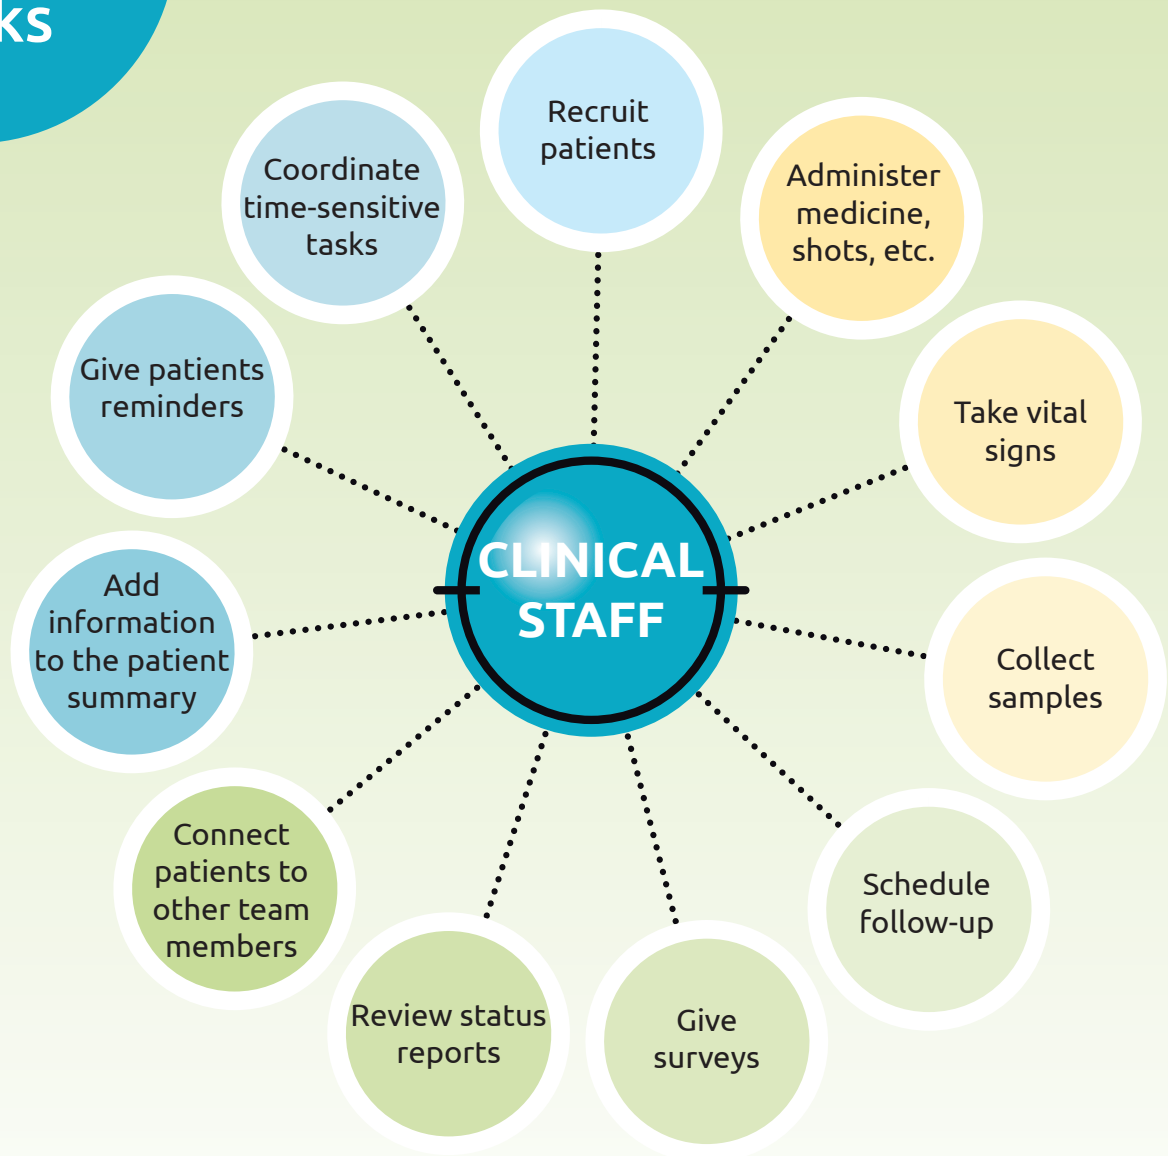 ks
Recruit
patients
Administer
medicine,
shots, etc.
Take vital
signs
Collect
samples
Schedule
follow-up
Give
surveys
Review status
reports
Connect
patients to
other team
members
Add
information
to the patient
summary
Give patients
reminders
Coordinate
time-sensitive
tasks
CLINICAL
STAFF